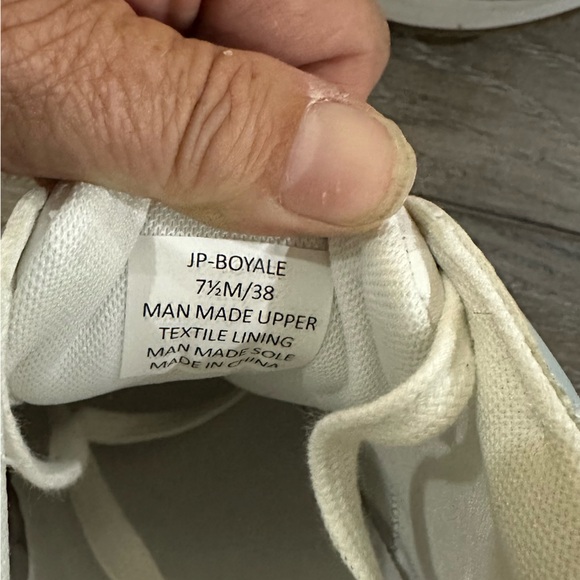 JP-BOYALE
7½M/38
MAN MADE UPPER
TEXTILE LINING
MAN MADE SOLE
MADE IN CHINA